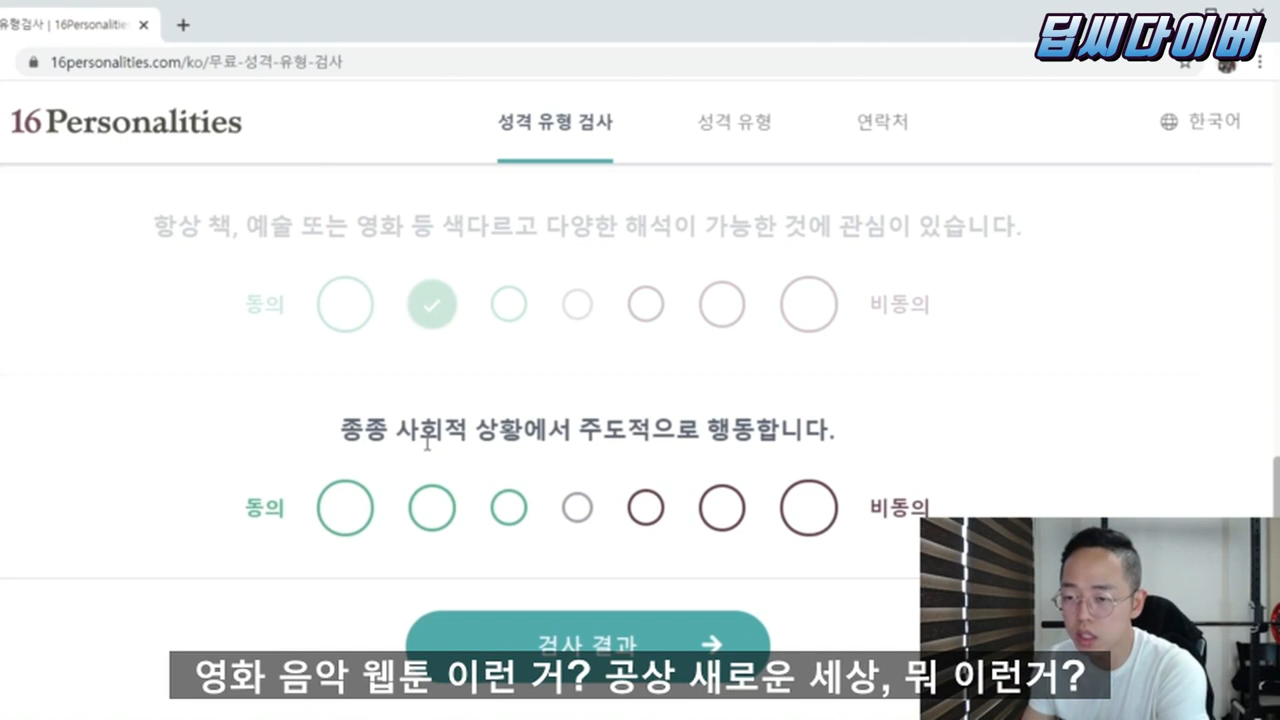 유형검사 | 16Personalitie
딥씨다이버
16personalities.com/ko/무료-성격-유형-검사
16Personalities
성격 유형 검사
성격 유형
연락처
한국어
항상 책, 예술 또는 영화 등 색다르고 다양한 해석이 가능한 것에 관심이 있습니다.
동의
비동의
종종 사회적 상황에서 주도적으로 행동합니다.
동의
비동의
검사 결과
영화 음악 웹툰 이런 거? 공상 새로운 세상, 뭐 이런거?